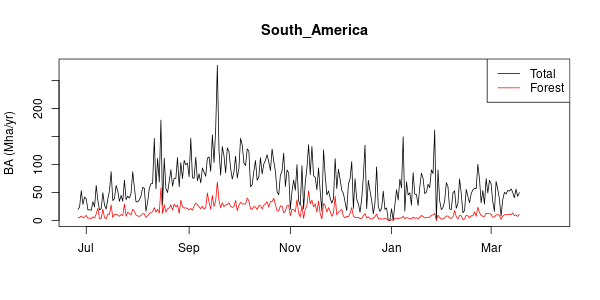 South_America
BA (Mha/yr)
200
100
50
0
Total
Forest
Jul Sep Nov Jan Mar